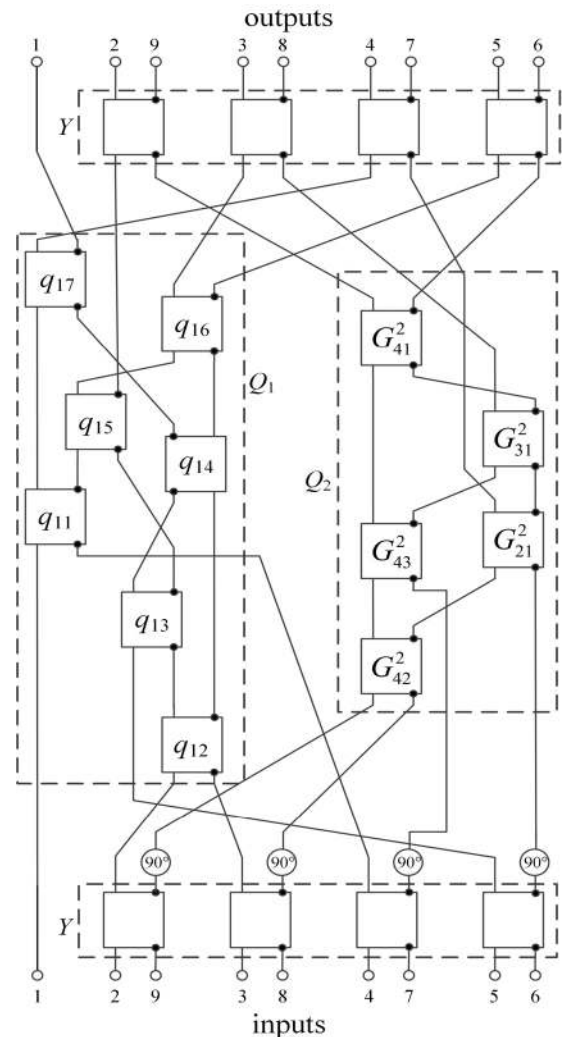 outputs
1 2 9 3 8 4 7 5 6
Y
q₁₇
q₁₆
G²₄₁
Q₁
q₁₅
G²₃₁
q₁₄
Q₂
q₁₁
G²₄₃ G²₂₁
q₁₃
G²₄₂
q₁₂
90° 90° 90° 90°
Y
1 2 9 3 8 4 7 5 6
inputs